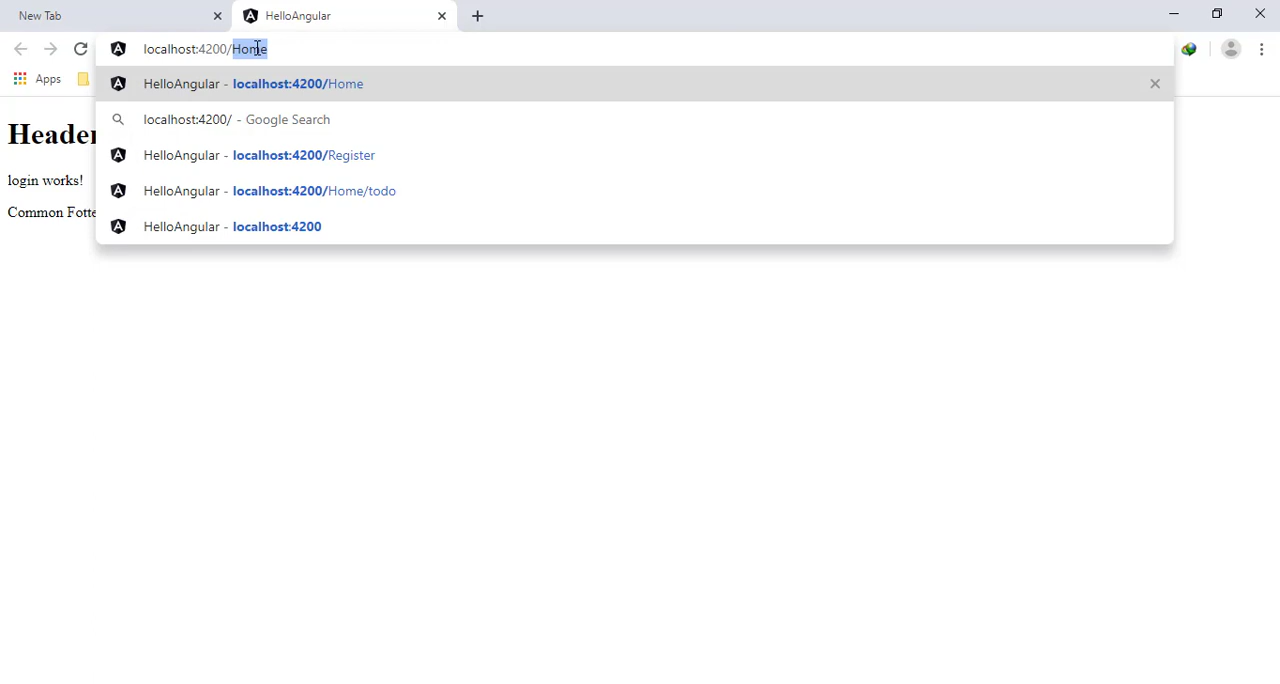 New Tab
HelloAngular
localhost:4200/Home
Apps
HelloAngular - localhost:4200/Home
localhost:4200/ - Google Search
HelloAngular - localhost:4200/Register
HelloAngular - localhost:4200/Home/todo
HelloAngular - localhost:4200
Header
login works!
Common Fotte